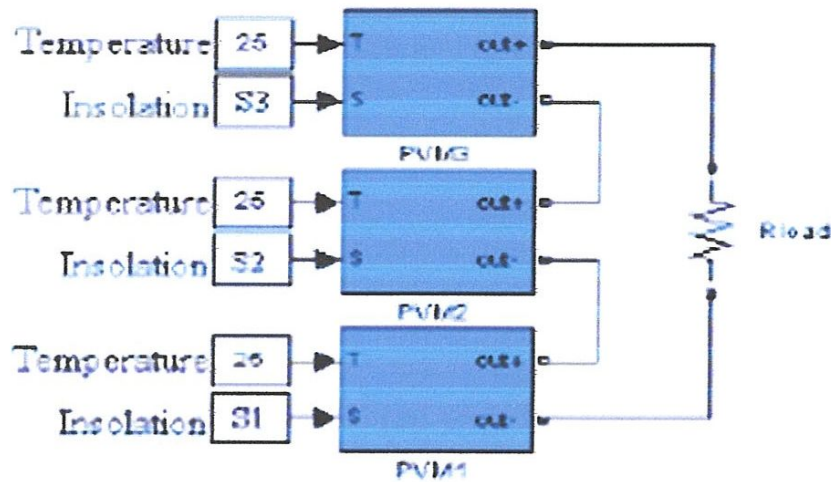 Temperature 25 T out+
Insolation S3 S out-
PVM3
Temperature 25 T out+
Insolation S2 S out-
PVM2
Rload
Temperature 25 T out+
Insolation S1 S out-
PVM1